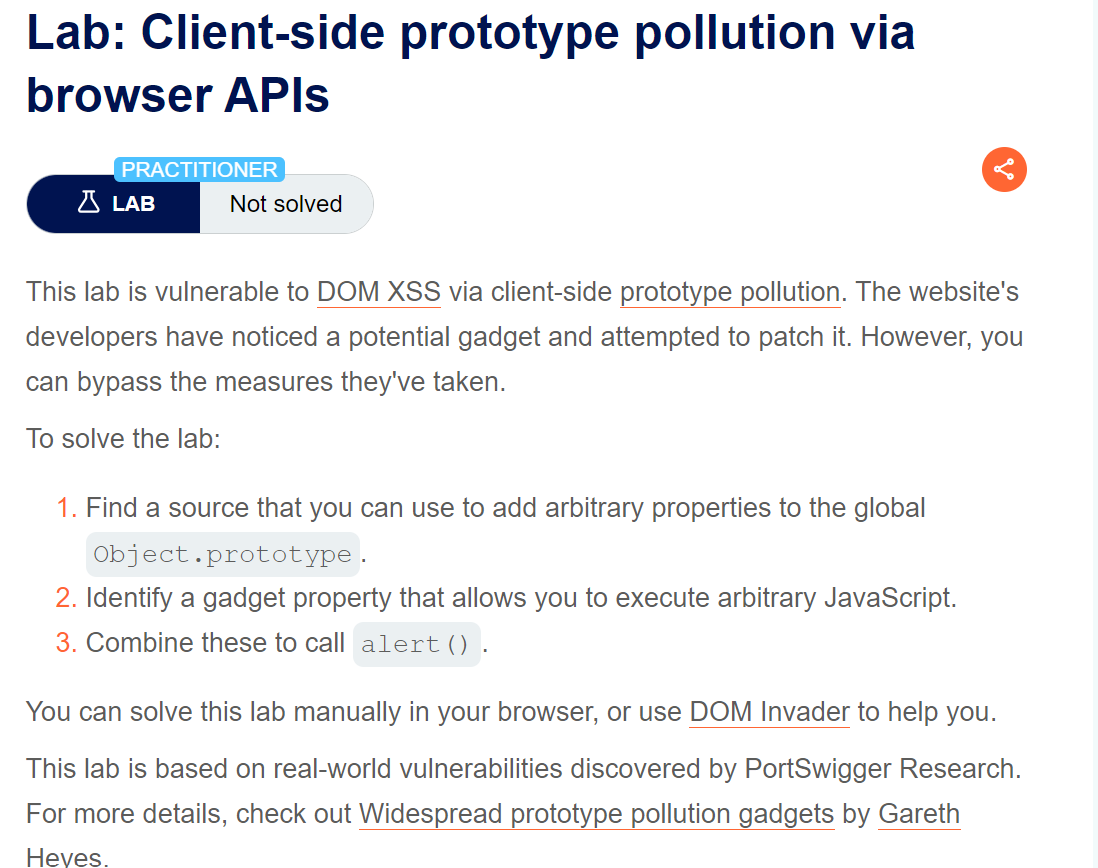 Lab: Client-side prototype pollution via
browser APIs
PRACTITIONER
LAB Not solved
This lab is vulnerable to DOM XSS via client-side prototype pollution. The website's
developers have noticed a potential gadget and attempted to patch it. However, you
can bypass the measures they've taken.
To solve the lab:
1. Find a source that you can use to add arbitrary properties to the global
Object.prototype.
2. Identify a gadget property that allows you to execute arbitrary JavaScript.
3. Combine these to call alert().
You can solve this lab manually in your browser, or use DOM Invader to help you.
This lab is based on real-world vulnerabilities discovered by PortSwigger Research.
For more details, check out Widespread prototype pollution gadgets by Gareth
Heyes.